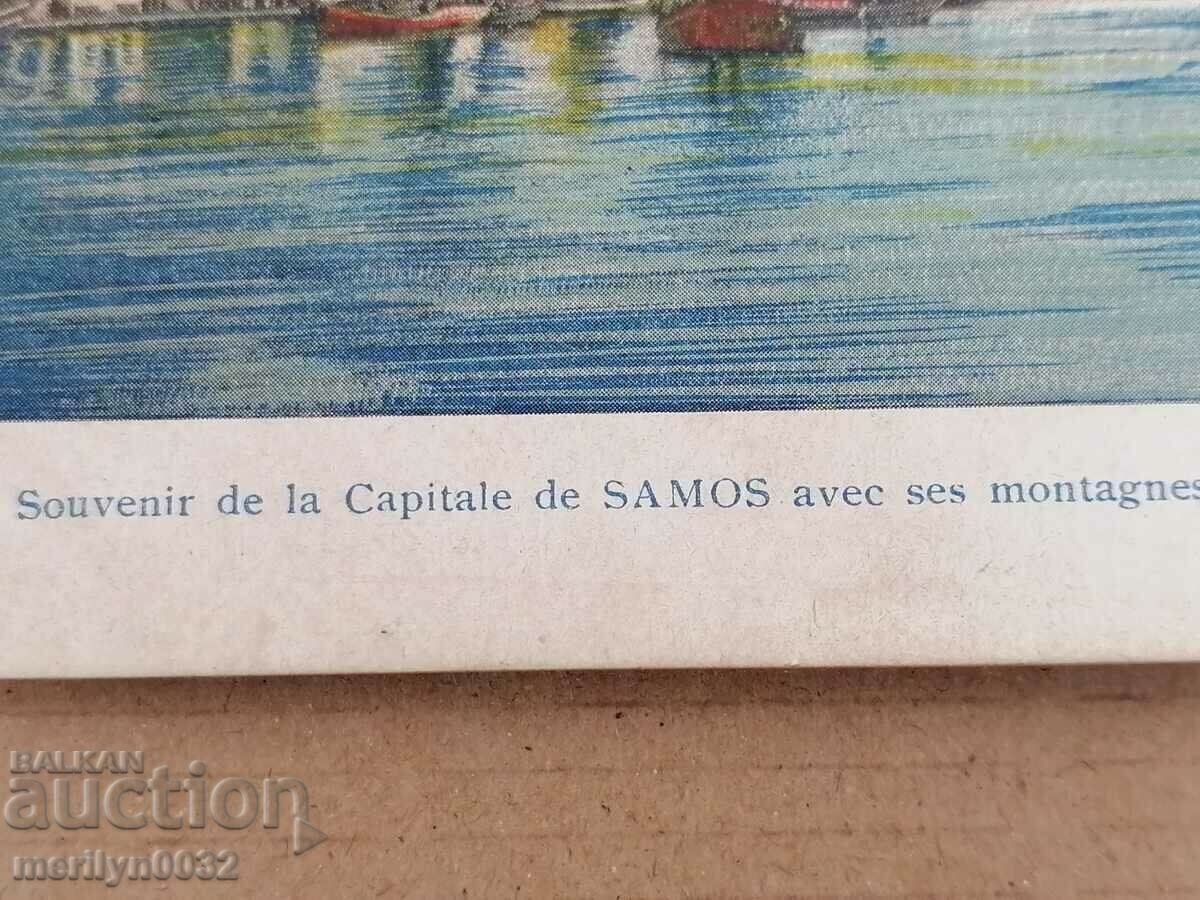 Souvenir de la Capitale de SAMOS avec ses montagnes
BALKAN
auction
merilyn0032